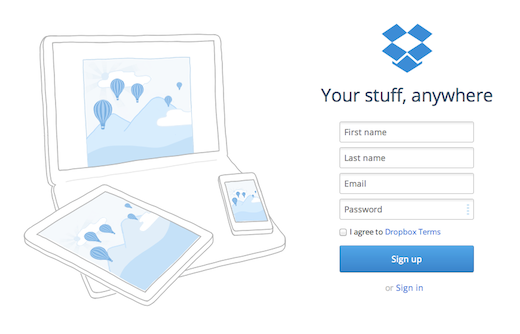 Your stuff, anywhere
First name
Last name
Email
Password
I agree to Dropbox Terms
Sign up
or Sign in